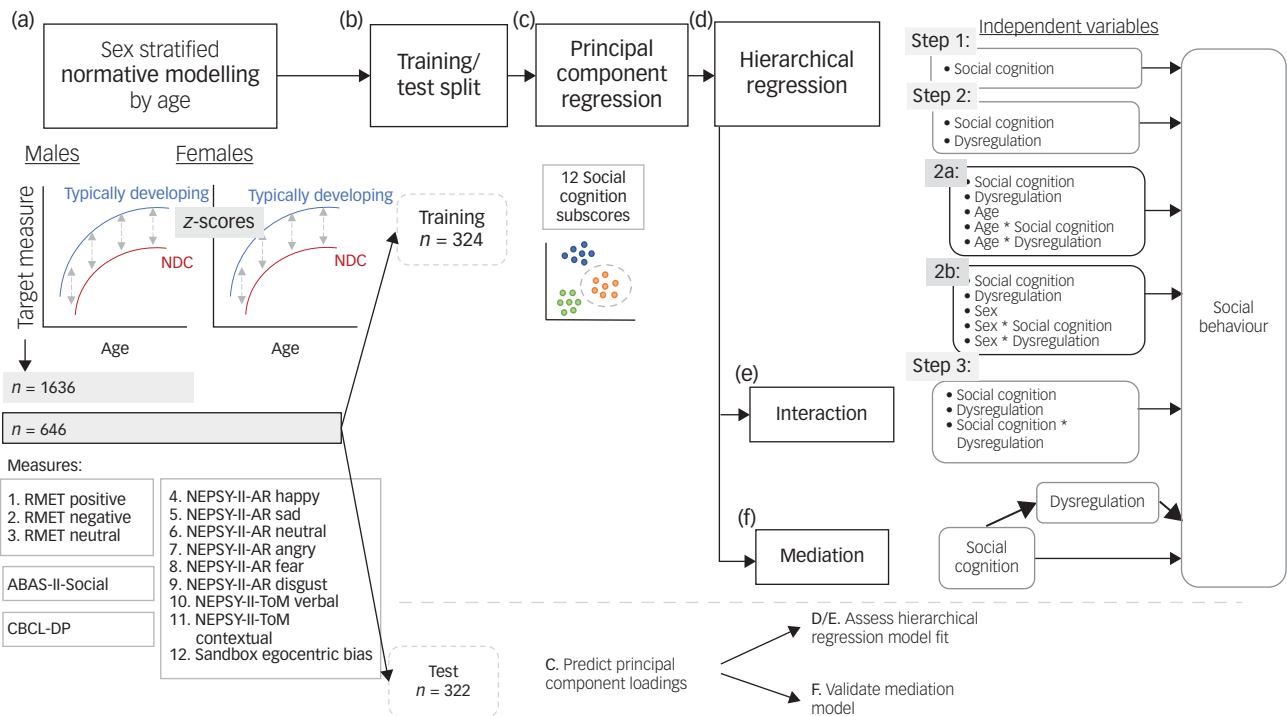 (a)
Sex stratified
normative modelling
by age
(b)
Training/
test split
(c)
Principal
component
regression
(d)
Hierarchical
regression
Independent variables
Step 1:
• Social cognition
Step 2:
• Social cognition
• Dysregulation
2a:
• Social cognition
• Dysregulation
• Age
• Age * Social cognition
• Age * Dysregulation
2b:
• Social cognition
• Dysregulation
• Sex
• Sex * Social cognition
• Sex * Dysregulation
Step 3:
• Social cognition
• Dysregulation
• Social cognition *
Dysregulation
Social
behaviour
Males
Females
Target measure
Typically developing
NDC
Age
z-scores
Typically developing
NDC
Age
Training
n = 324
12 Social
cognition
subscores
n = 1636
n = 646
(e)
Interaction
(f)
Mediation
Dysregulation
Social
cognition
Measures:
1. RMET positive
2. RMET negative
3. RMET neutral
ABAS-II-Social
CBCL-DP
4. NEPSY-II-AR happy
5. NEPSY-II-AR sad
6. NEPSY-II-AR neutral
7. NEPSY-II-AR angry
8. NEPSY-II-AR fear
9. NEPSY-II-AR disgust
10. NEPSY-II-ToM verbal
11. NEPSY-II-ToM
contextual
12. Sandbox egocentric bias
Test
n = 322
C. Predict principal
component loadings
D/E. Assess hierarchical
regression model fit
F. Validate mediation
model